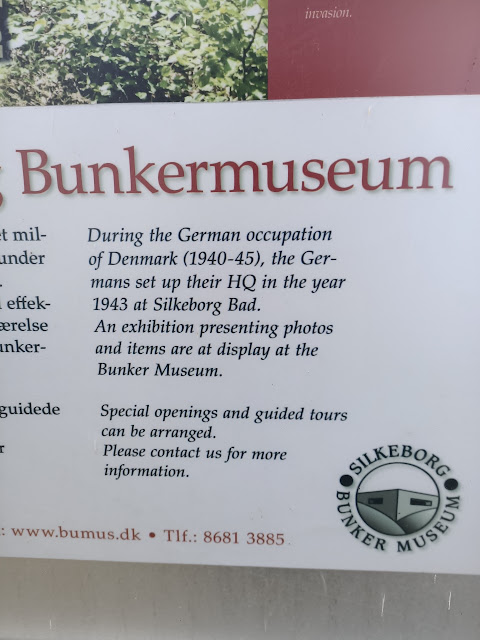 invasion.
g Bunkermuseum
et mil-
under
.
l effek-
ærelse
unker-
guidede
r
During the German occupation
of Denmark (1940-45), the Ger-
mans set up their HQ in the year
1943 at Silkeborg Bad.
An exhibition presenting photos
and items are at display at the
Bunker Museum.
Special openings and guided tours
can be arranged.
Please contact us for more
information.
: www.bumus.dk • Tlf.: 8681 3885
SILKEBORG
BUNKER MUSEUM